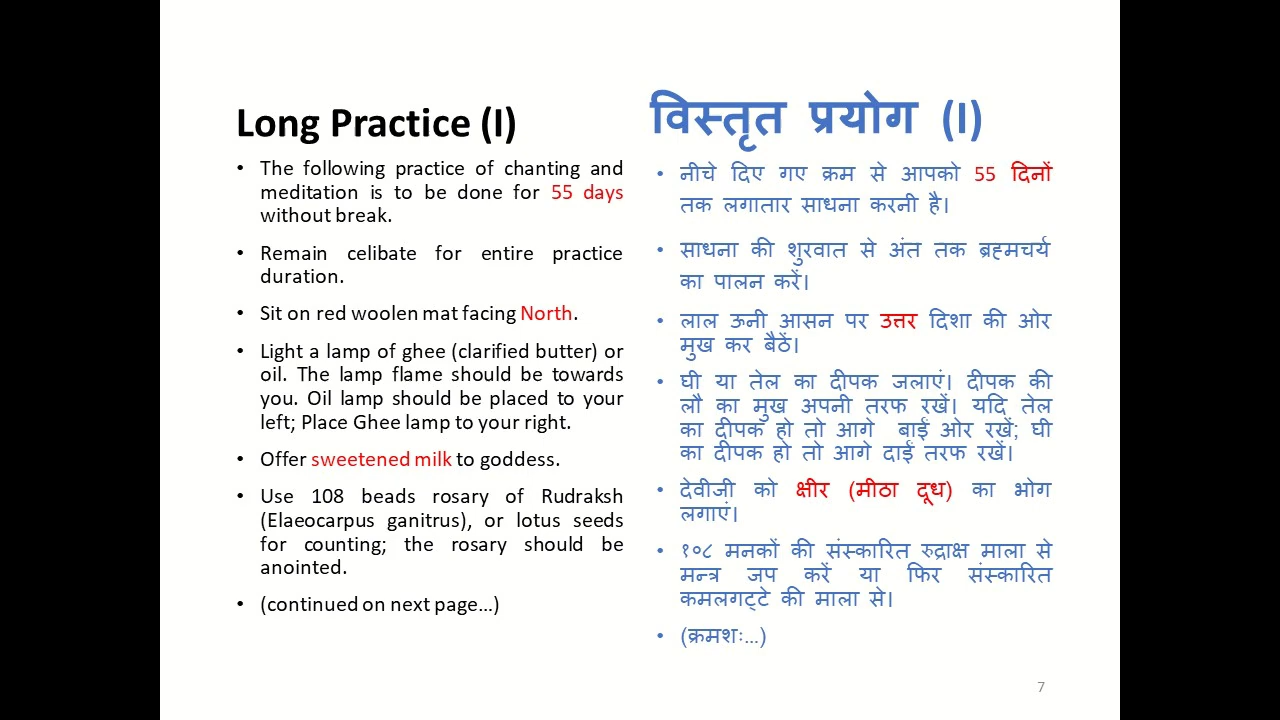 Long Practice (I)
• The following practice of chanting and
meditation is to be done for 55 days
without break.
• Remain celibate for entire practice
duration.
• Sit on red woolen mat facing North.
• Light a lamp of ghee (clarified butter) or
oil. The lamp flame should be towards
you. Oil lamp should be placed to your
left; Place Ghee lamp to your right.
• Offer sweetened milk to goddess.
• Use 108 beads rosary of Rudraksh
(Elaeocarpus ganitrus), or lotus seeds
for counting; the rosary should be
anointed.
• (continued on next page…)
विस्तृत प्रयोग (I)
• नीचे दिए गए क्रम से आपको 55 दिनों
तक लगातार साधना करनी है।
• साधना की शुरवात से अंत तक ब्रह्मचर्य
का पालन करें।
• लाल ऊनी आसन पर उत्तर दिशा की ओर
मुख कर बैठें।
• घी या तेल का दीपक जलाएं। दीपक की
लौ का मुख अपनी तरफ रखें। यदि तेल
का दीपक हो तो आगे बाईं ओर रखें; घी
का दीपक हो तो आगे दाईं तरफ रखें।
• देवीजी को क्षीर (मीठा दूध) का भोग
लगाएं।
• १०८ मनकों की संस्कारित रुद्राक्ष माला से
मन्त्र जप करें या फिर संस्कारित
कमलगट्टे की माला से।
• (क्रमशः…)
7